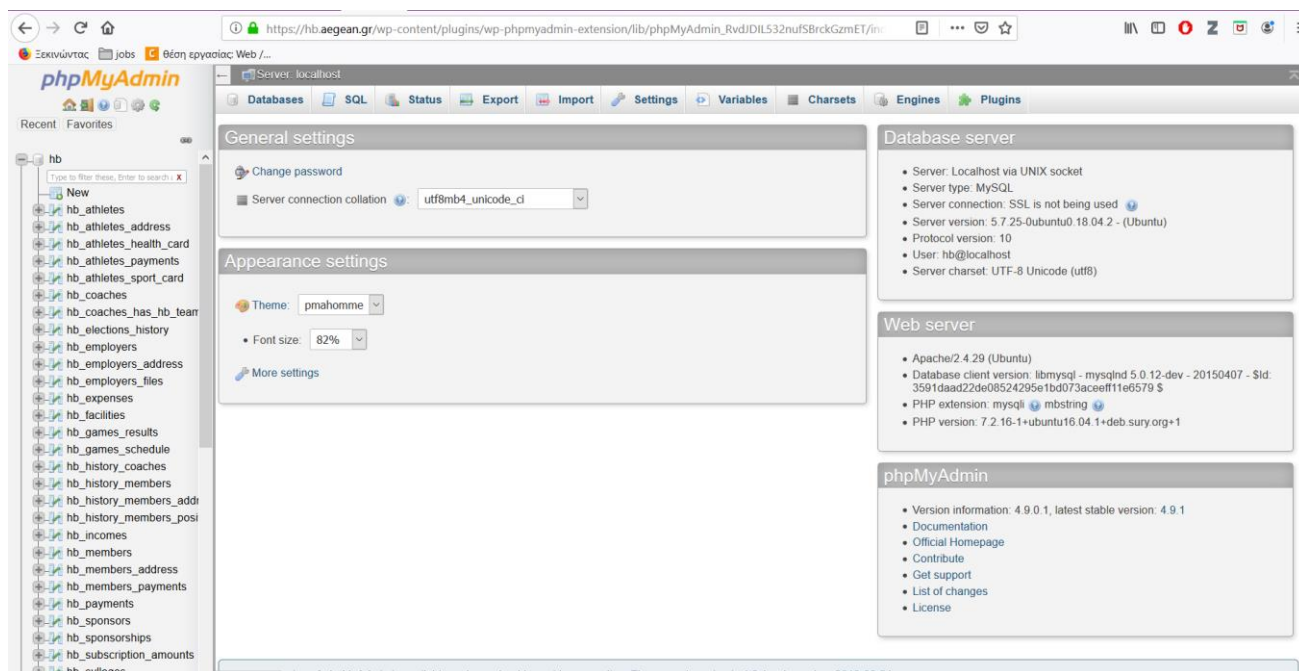 https://hb.aegean.gr/wp-content/plugins/wp-phpmyadmin-extension/lib/phpMyAdmin_RvdJDIL532nufSBrckGzmET/in
Ξεκινώντας jobs θέση εργασίας; Web /...
phpMyAdmin
Recent Favorites
hb
Type to filter these, Enter to search X
New
hb_athletes
hb_athletes_address
hb_athletes_health_card
hb_athletes_payments
hb_athletes_sport_card
hb_coaches
hb_coaches_has_hb_team
hb_elections_history
hb_employers
hb_employers_address
hb_employers_files
hb_expenses
hb_facilities
hb_games_results
hb_games_schedule
hb_history_coaches
hb_history_members
hb_history_members_addr
hb_history_members_posi
hb_incomes
hb_members
hb_members_address
hb_members_payments
hb_payments
hb_sponsors
hb_sponsorships
hb_subscription_amounts
Server: localhost
Databases SQL Status Export Import Settings Variables Charsets Engines Plugins
General settings
Change password
Server connection collation : utf8mb4_unicode_ci
Appearance settings
Theme: pmahomme
• Font size: 82%
More settings
Database server
• Server: Localhost via UNIX socket
• Server type: MySQL
• Server connection: SSL is not being used
• Server version: 5.7.25-0ubuntu0.18.04.2 - (Ubuntu)
• Protocol version: 10
• User: hb@localhost
• Server charset: UTF-8 Unicode (utf8)
Web server
• Apache/2.4.29 (Ubuntu)
• Database client version: libmysql - mysqlnd 5.0.12-dev - 20150407 - $Id:
3591daad22de08524295e1bd073aceeff11e6579 $
• PHP extension: mysqli mbstring
• PHP version: 7.2.16-1+ubuntu16.04.1+deb.sury.org+1
phpMyAdmin
• Version information: 4.9.0.1, latest stable version: 4.9.1
• Documentation
• Official Homepage
• Contribute
• Get support
• List of changes
• License